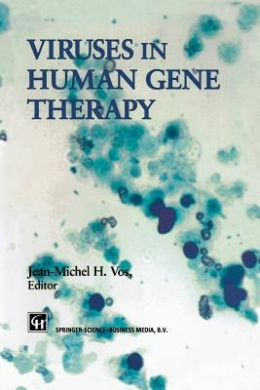 VIRUSES IN
HUMAN GENE
THERAPY
Jean-Michel H. Vos,
Editor
SPRINGER-SCIENCE+BUSINESS MEDIA, B.V.